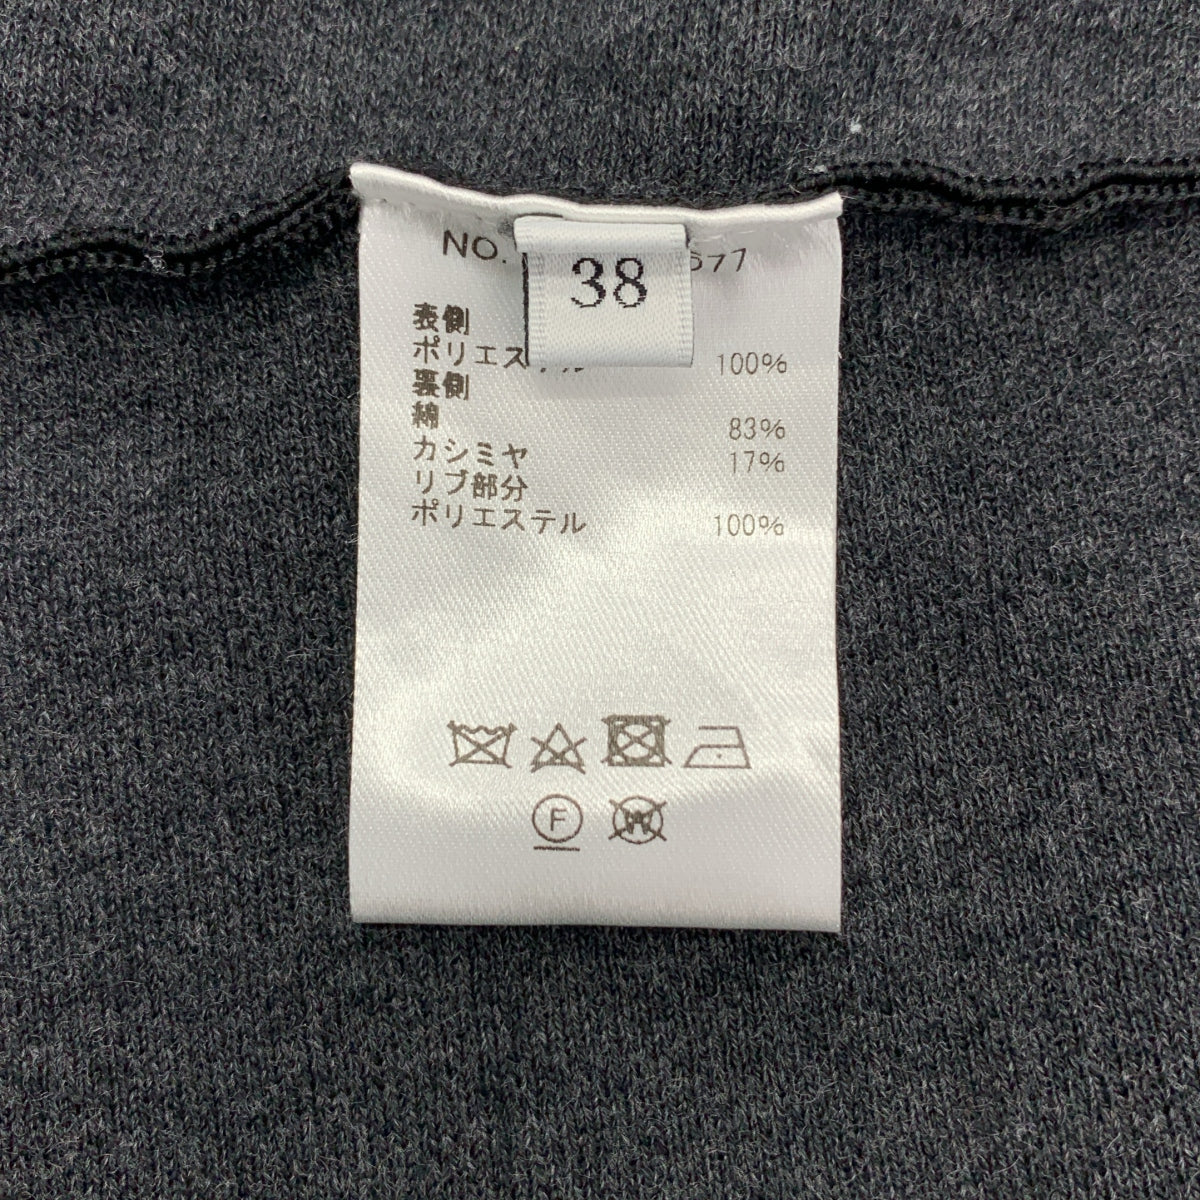 NO. 677
38
表側
ポリエステル 100%
裏側
綿 83%
カシミヤ 17%
リブ部分
ポリエステル 100%
F
W